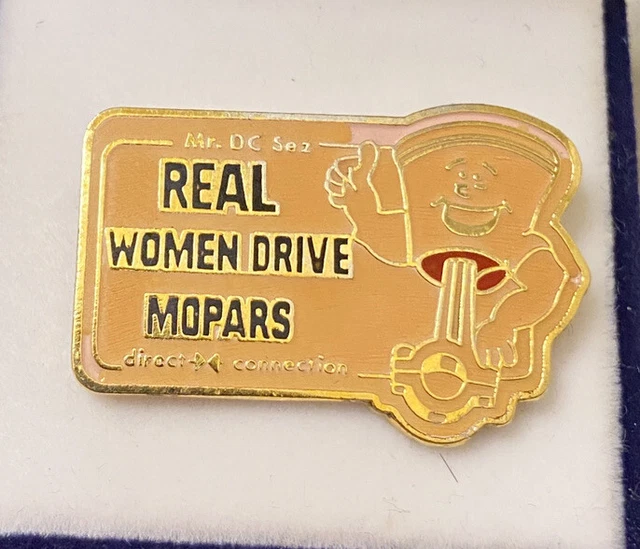 Mr. DC Sez
REAL
WOMEN DRIVE
MOPARS
direct connection